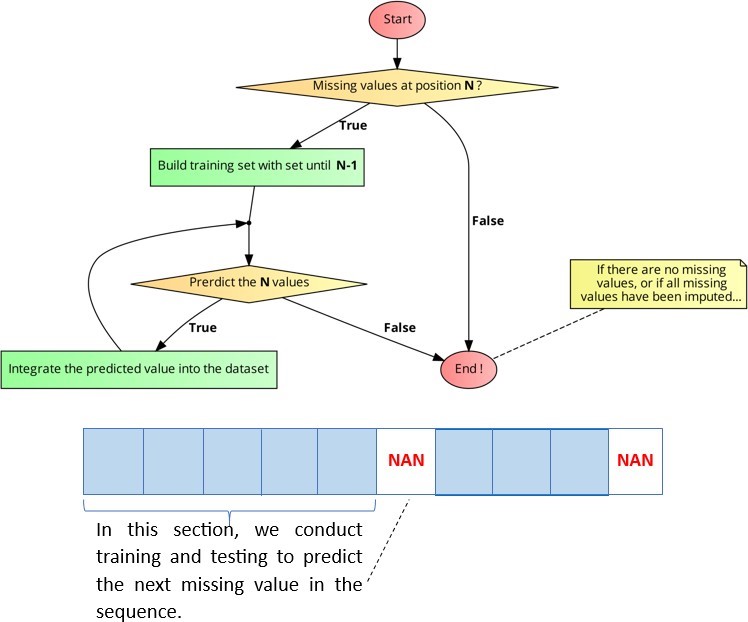 Start
Missing values at position N ?
True
Build training set with set until N-1
False
If there are no missing
values, or if all missing
values have been imputed...
Prerdict the N values
True
False
Integrate the predicted value into the dataset
End !
NAN
NAN
In this section, we conduct
training and testing to predict
the next missing value in the
sequence.